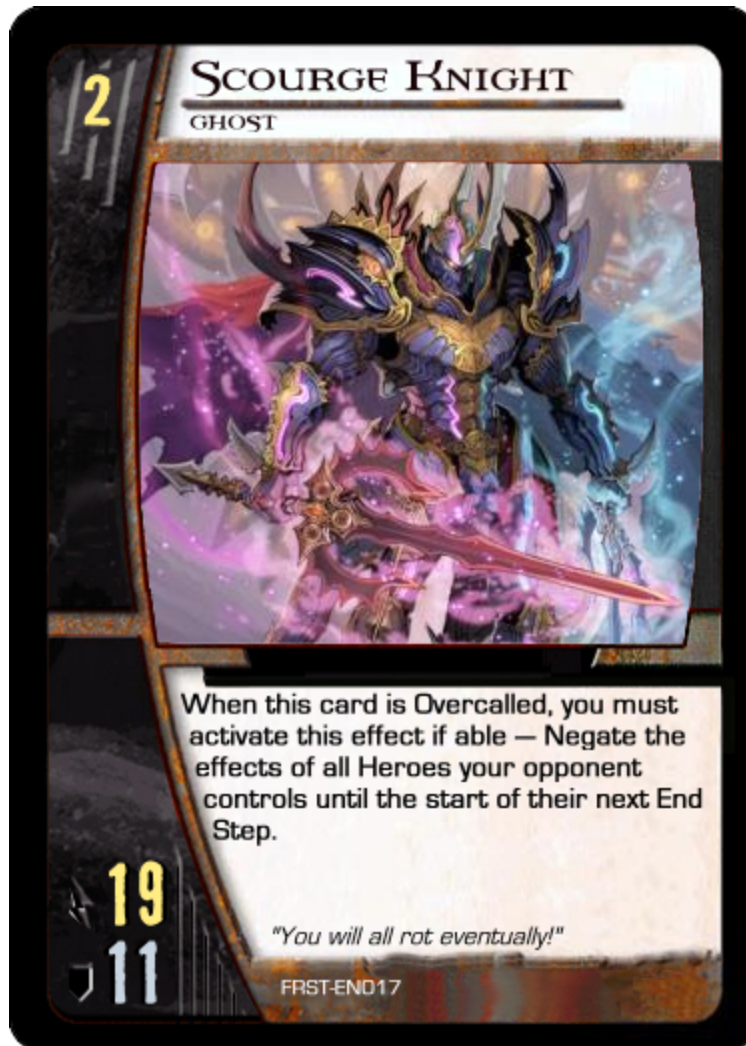 2
Scourge Knight
Ghost
When this card is Overcalled, you must
activate this effect if able — Negate the
effects of all Heroes your opponent
controls until the start of their next End
Step.
19
"You will all rot eventually!"
11
FRST-END17